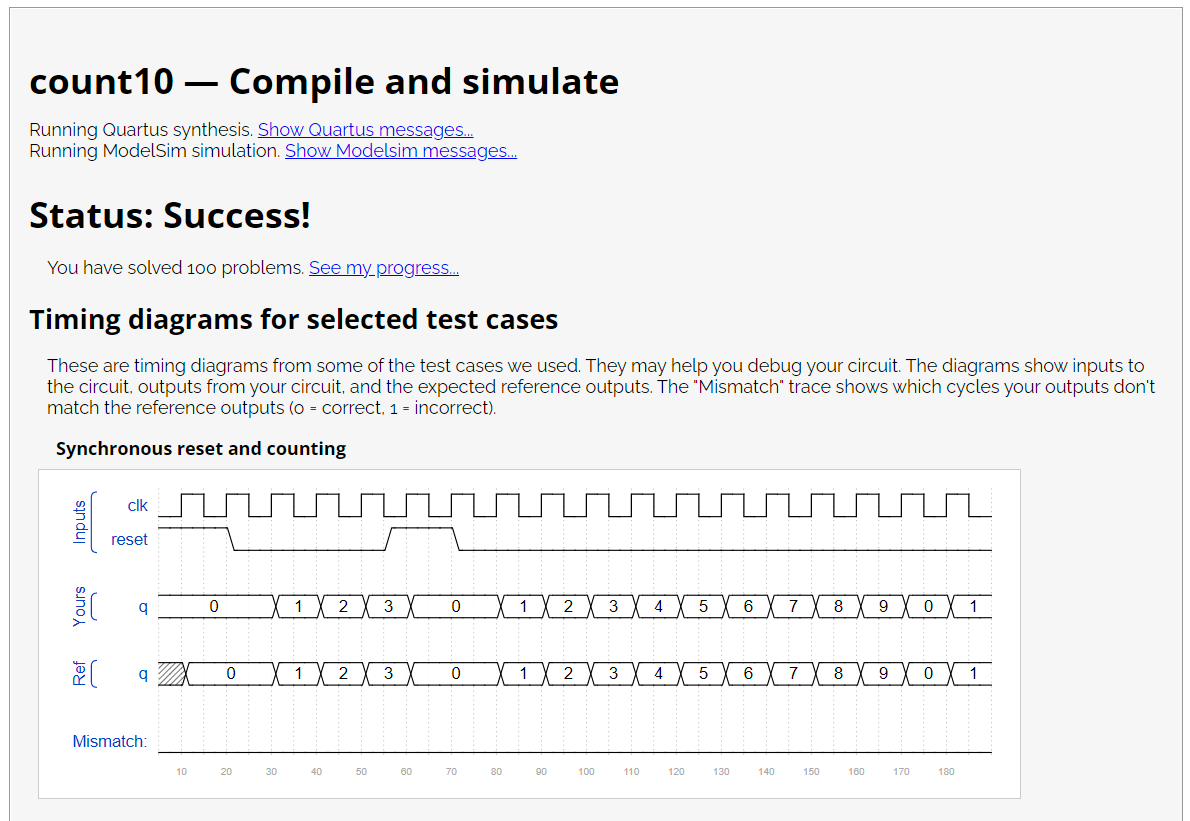 count10 — Compile and simulate
Running Quartus synthesis. Show Quartus messages...
Running ModelSim simulation. Show Modelsim messages...
Status: Success!
You have solved 100 problems. See my progress...
Timing diagrams for selected test cases
These are timing diagrams from some of the test cases we used. They may help you debug your circuit. The diagrams show inputs to
the circuit, outputs from your circuit, and the expected reference outputs. The "Mismatch" trace shows which cycles your outputs don't
match the reference outputs (0 = correct, 1 = incorrect).
Synchronous reset and counting
Inputs
clk
reset
Yours
q 0 1 2 3 0 1 2 3 4 5 6 7 8 9 0 1
Ref
q 0 1 2 3 0 1 2 3 4 5 6 7 8 9 0 1
Mismatch:
10 20 30 40 50 60 70 80 90 100 110 120 130 140 150 160 170 180